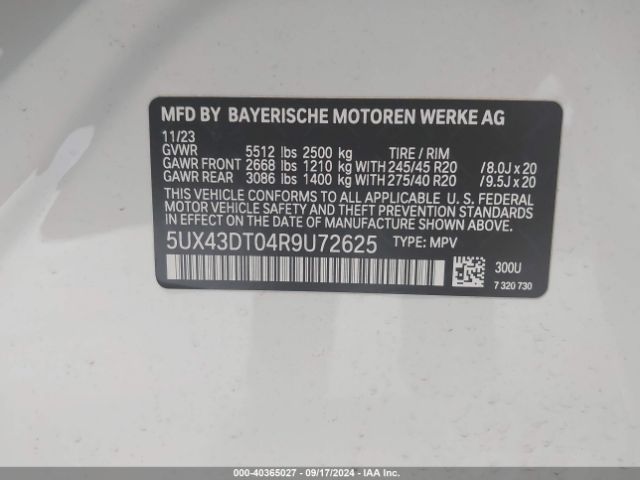 MFD BY BAYERISCHE MOTOREN WERKE AG
11/23
GVWR 5512 lbs 2500 kg TIRE / RIM
GAWR FRONT 2668 lbs 1210 kg WITH 245/45 R20 /8.0J x 20
GAWR REAR 3086 lbs 1400 kg WITH 275/40 R20 /9.5J x 20
THIS VEHICLE CONFORMS TO ALL APPLICABLE U. S. FEDERAL
MOTOR VEHICLE SAFETY AND THEFT PREVENTION STANDARDS
IN EFFECT ON THE DATE OF MANUFACTURE SHOWN ABOVE.
5UX43DT04R9U72625 TYPE: MPV
300U
7 320 730
000-40365027 - 09/17/2024 - IAA Inc.